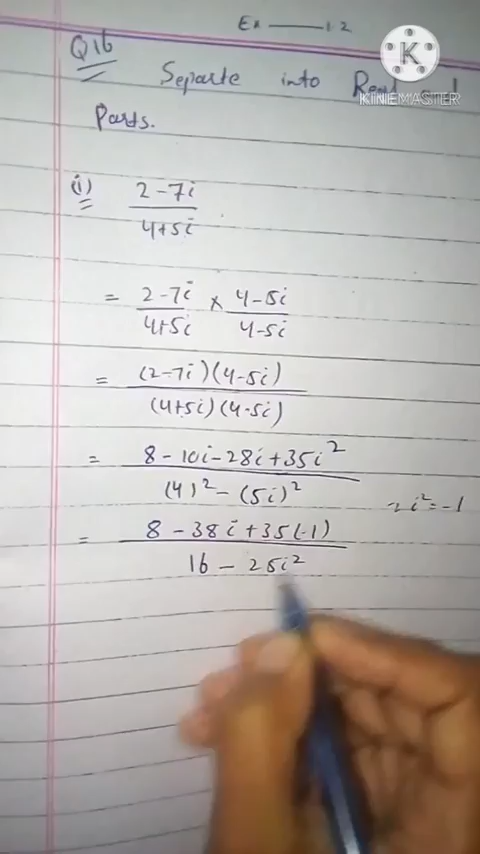 Ex 1.2
Q16
Separte into Real and
Parts.
(i) 2-7i / 4+5i
= 2-7i / 4+5i × 4-5i / 4-5i
= (2-7i)(4-5i) / (4+5i)(4-5i)
= 8-10i-28i+35i² / (4)²-(5i)²
∵ i²=-1
= 8-38i+35(-1) / 16-25i²
K
KINEMASTER